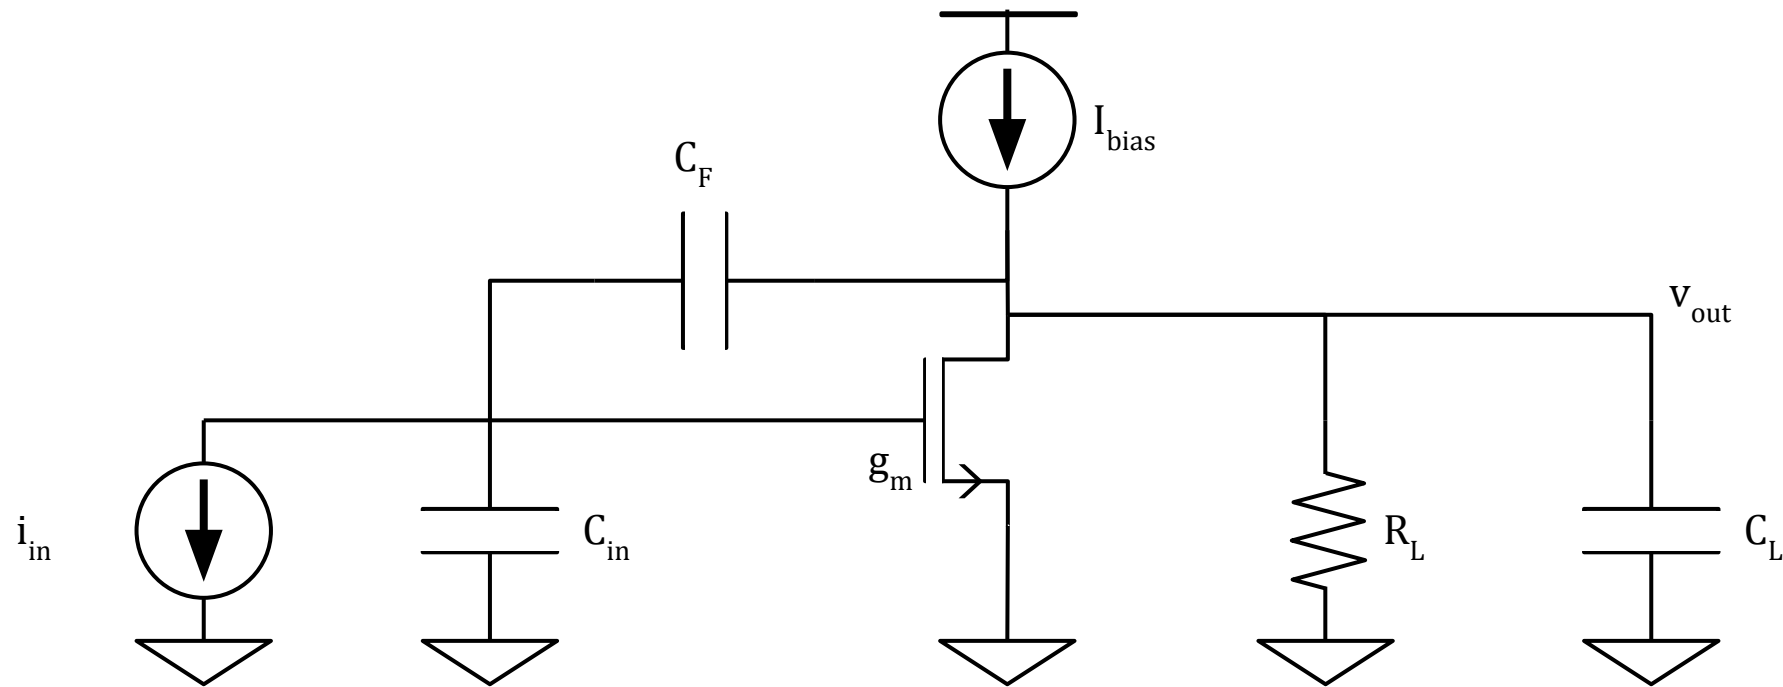 I_bias
C_F
v_out
g_m
i_in
C_in
R_L
C_L